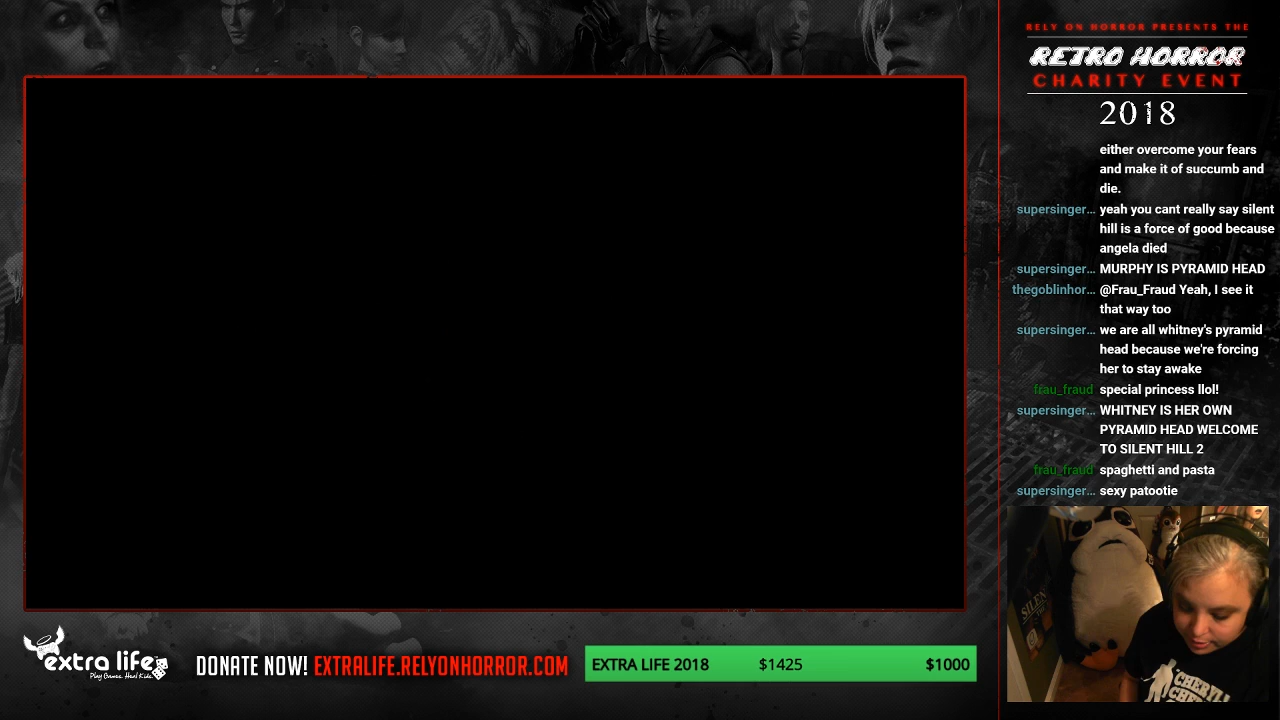 RELY ON HORROR PRESENTS THE
RETRO HORROR
CHARITY EVENT
2018
either overcome your fears
and make it of succumb and
die.
supersinger… yeah you cant really say silent
hill is a force of good because
angela died
supersinger… MURPHY IS PYRAMID HEAD
thegoblinhor… @Frau_Fraud Yeah, I see it
that way too
supersinger… we are all whitney's pyramid
head because we're forcing
her to stay awake
frau_fraud special princess llol!
supersinger… WHITNEY IS HER OWN
PYRAMID HEAD WELCOME
TO SILENT HILL 2
frau_fraud spaghetti and pasta
supersinger… sexy patootie
extra life
Play Games. Heal Kids.
DONATE NOW! EXTRALIFE.RELYONHORROR.COM
EXTRA LIFE 2018 $1425 $1000